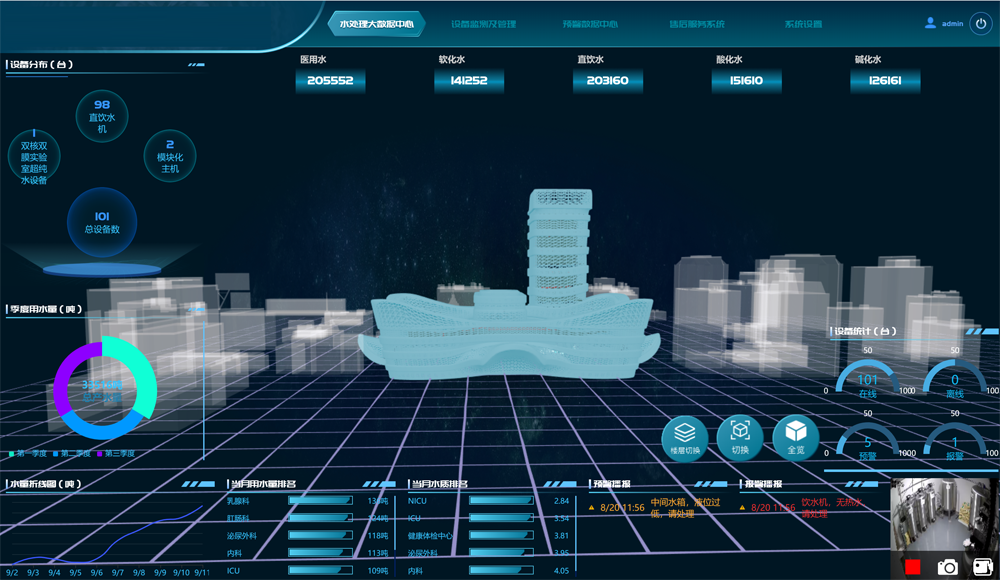 水处理大数据中心
设备监测及管理
预警数据中心
售后服务系统
系统设置
admin
设备分布(台)
98
直饮水
机
1
双核双
膜实验
室超纯
水设备
2
模块化
主机
101
总设备数
医用水
205552
软化水
141252
直饮水
203160
酸化水
151610
碱化水
126161
季度用水量(吨)
第一季度
第二季度
第三季度
设备统计(台)
50
101
0
1000
在线
50
0
100
离线
50
5
0
1000
预警
50
1
100
报警
楼层切换
切换
全览
水量折线图(吨)
9/2 9/3 9/4 9/5 9/6 9/7 9/8 9/9 9/10 9/11
当月用水量排名
乳腺科
肛肠科
泌尿外科 118吨
内科 113吨
ICU 109吨
当月水质排名
NICU 2.84
ICU 3.54
健康体检中心 3.81
泌尿外科 3.95
内科 4.05
预警播报
8/20 11:56
中间水箱，液位过
低,，请处理
报警播报
8/20 11:56
饮水机，无热水，
请处理